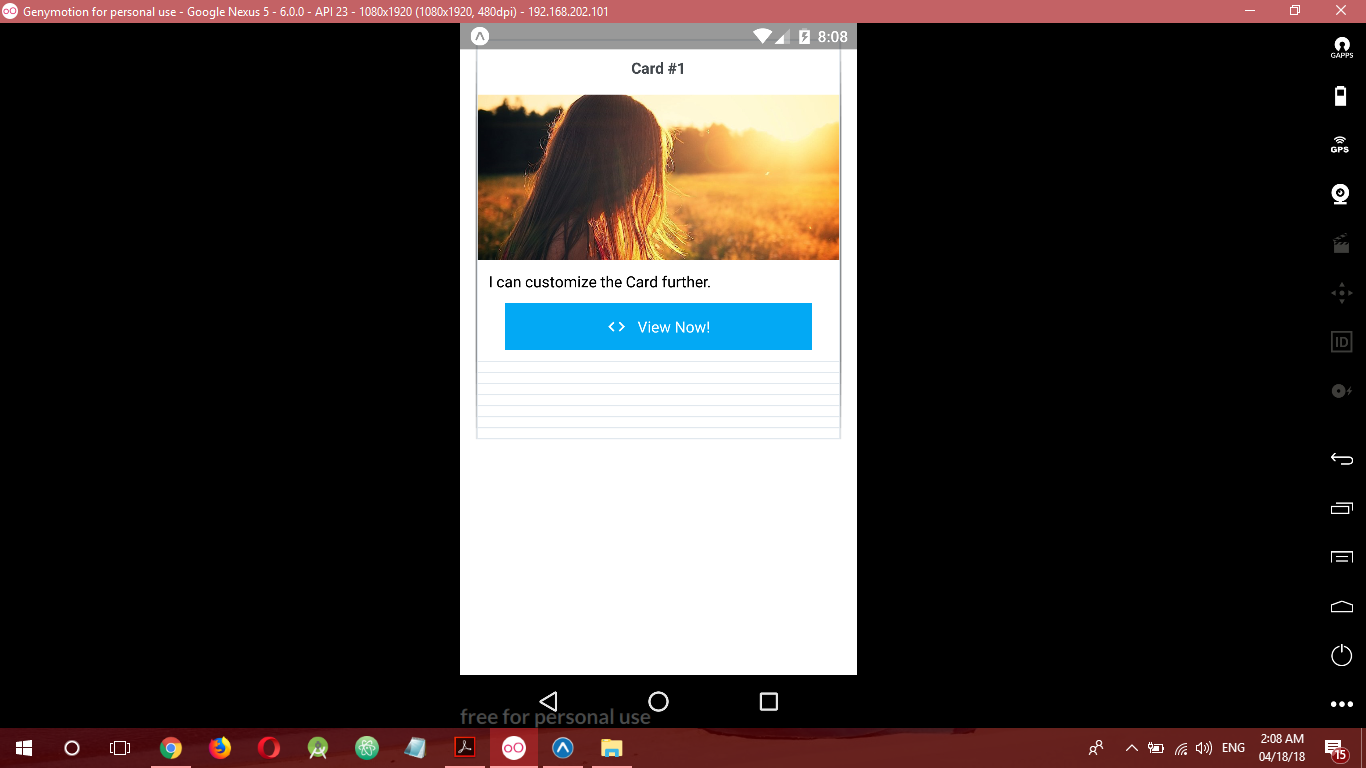 Genymotion for personal use - Google Nexus 5 - 6.0.0 - API 23 - 1080x1920 (1080x1920, 480dpi) - 192.168.202.101
8:08
GAPPS
Card #1
GPS
I can customize the Card further.
<> View Now!
ID
free for personal use
ENG
2:08 AM
04/18/18
15